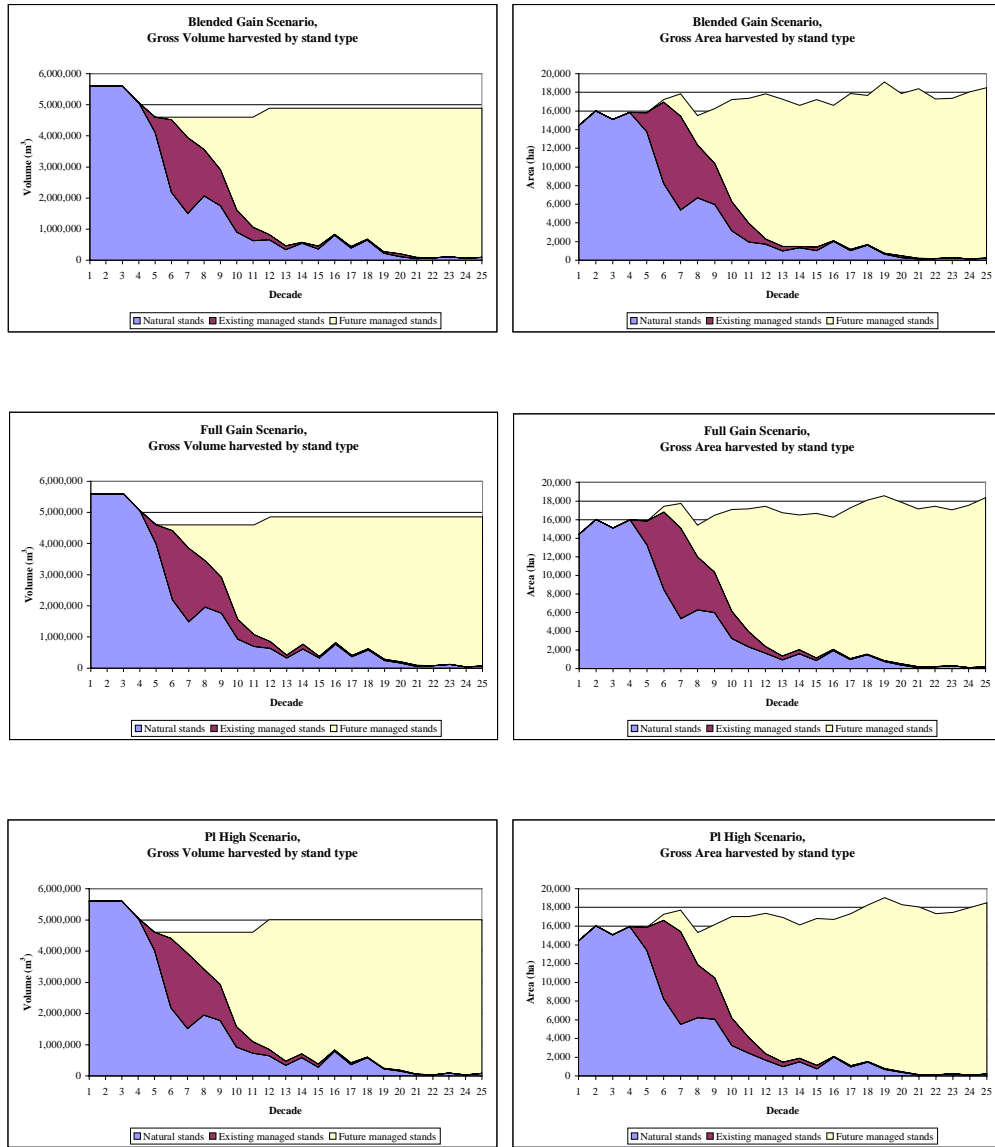 Blended Gain Scenario,
Gross Volume harvested by stand type
6,000,000
5,000,000
4,000,000
3,000,000
2,000,000
1,000,000
0
Volume (m³)
1 2 3 4 5 6 7 8 9 10 11 12 13 14 15 16 17 18 19 20 21 22 23 24 25
Decade
Natural stands Existing managed stands Future managed stands
Blended Gain Scenario,
Gross Area harvested by stand type
20,000
18,000
16,000
14,000
12,000
10,000
8,000
6,000
4,000
2,000
0
Area (ha)
1 2 3 4 5 6 7 8 9 10 11 12 13 14 15 16 17 18 19 20 21 22 23 24 25
Decade
Natural stands Existing managed stands Future managed stands
Full Gain Scenario,
Gross Volume harvested by stand type
6,000,000
5,000,000
4,000,000
3,000,000
2,000,000
1,000,000
0
Volume (m³)
1 2 3 4 5 6 7 8 9 10 11 12 13 14 15 16 17 18 19 20 21 22 23 24 25
Decade
Natural stands Existing managed stands Future managed stands
Full Gain Scenario,
Gross Area harvested by stand type
20,000
18,000
16,000
14,000
12,000
10,000
8,000
6,000
4,000
2,000
0
Area (ha)
1 2 3 4 5 6 7 8 9 10 11 12 13 14 15 16 17 18 19 20 21 22 23 24 25
Decade
Natural stands Existing managed stands Future managed stands
Pl High Scenario,
Gross Volume harvested by stand type
6,000,000
5,000,000
4,000,000
3,000,000
2,000,000
1,000,000
0
Volume (m³)
1 2 3 4 5 6 7 8 9 10 11 12 13 14 15 16 17 18 19 20 21 22 23 24 25
Decade
Natural stands Existing managed stands Future managed stands
Pl High Scenario,
Gross Area harvested by stand type
20,000
18,000
16,000
14,000
12,000
10,000
8,000
6,000
4,000
2,000
0
Area (ha)
1 2 3 4 5 6 7 8 9 10 11 12 13 14 15 16 17 18 19 20 21 22 23 24 25
Decade
Natural stands Existing managed stands Future managed stands